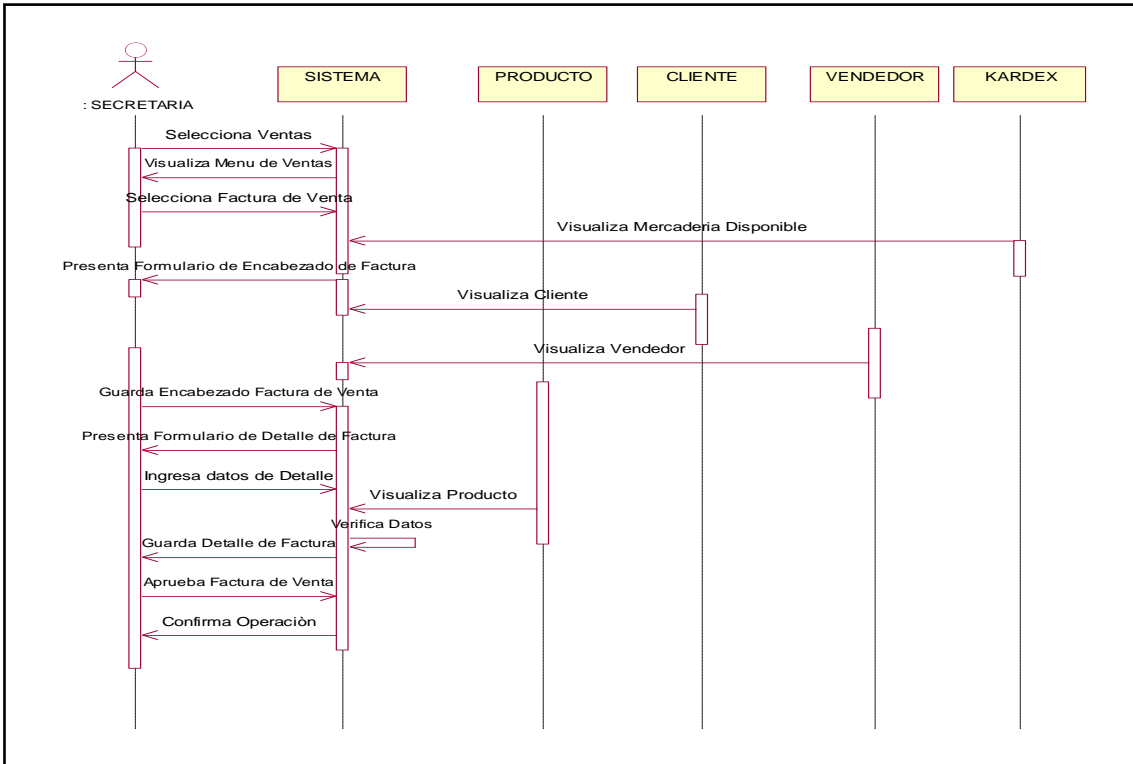 : SECRETARIA
SISTEMA
PRODUCTO
CLIENTE
VENDEDOR
KARDEX
Selecciona Ventas
Visualiza Menu de Ventas
Selecciona Factura de Venta
Visualiza Mercaderia Disponible
Presenta Formulario de Encabezado de Factura
Visualiza Cliente
Visualiza Vendedor
Guarda Encabezado Factura de Venta
Presenta Formulario de Detalle de Factura
Ingresa datos de Detalle
Visualiza Producto
Verifica Datos
Guarda Detalle de Factura
Aprueba Factura de Venta
Confirma Operaciòn